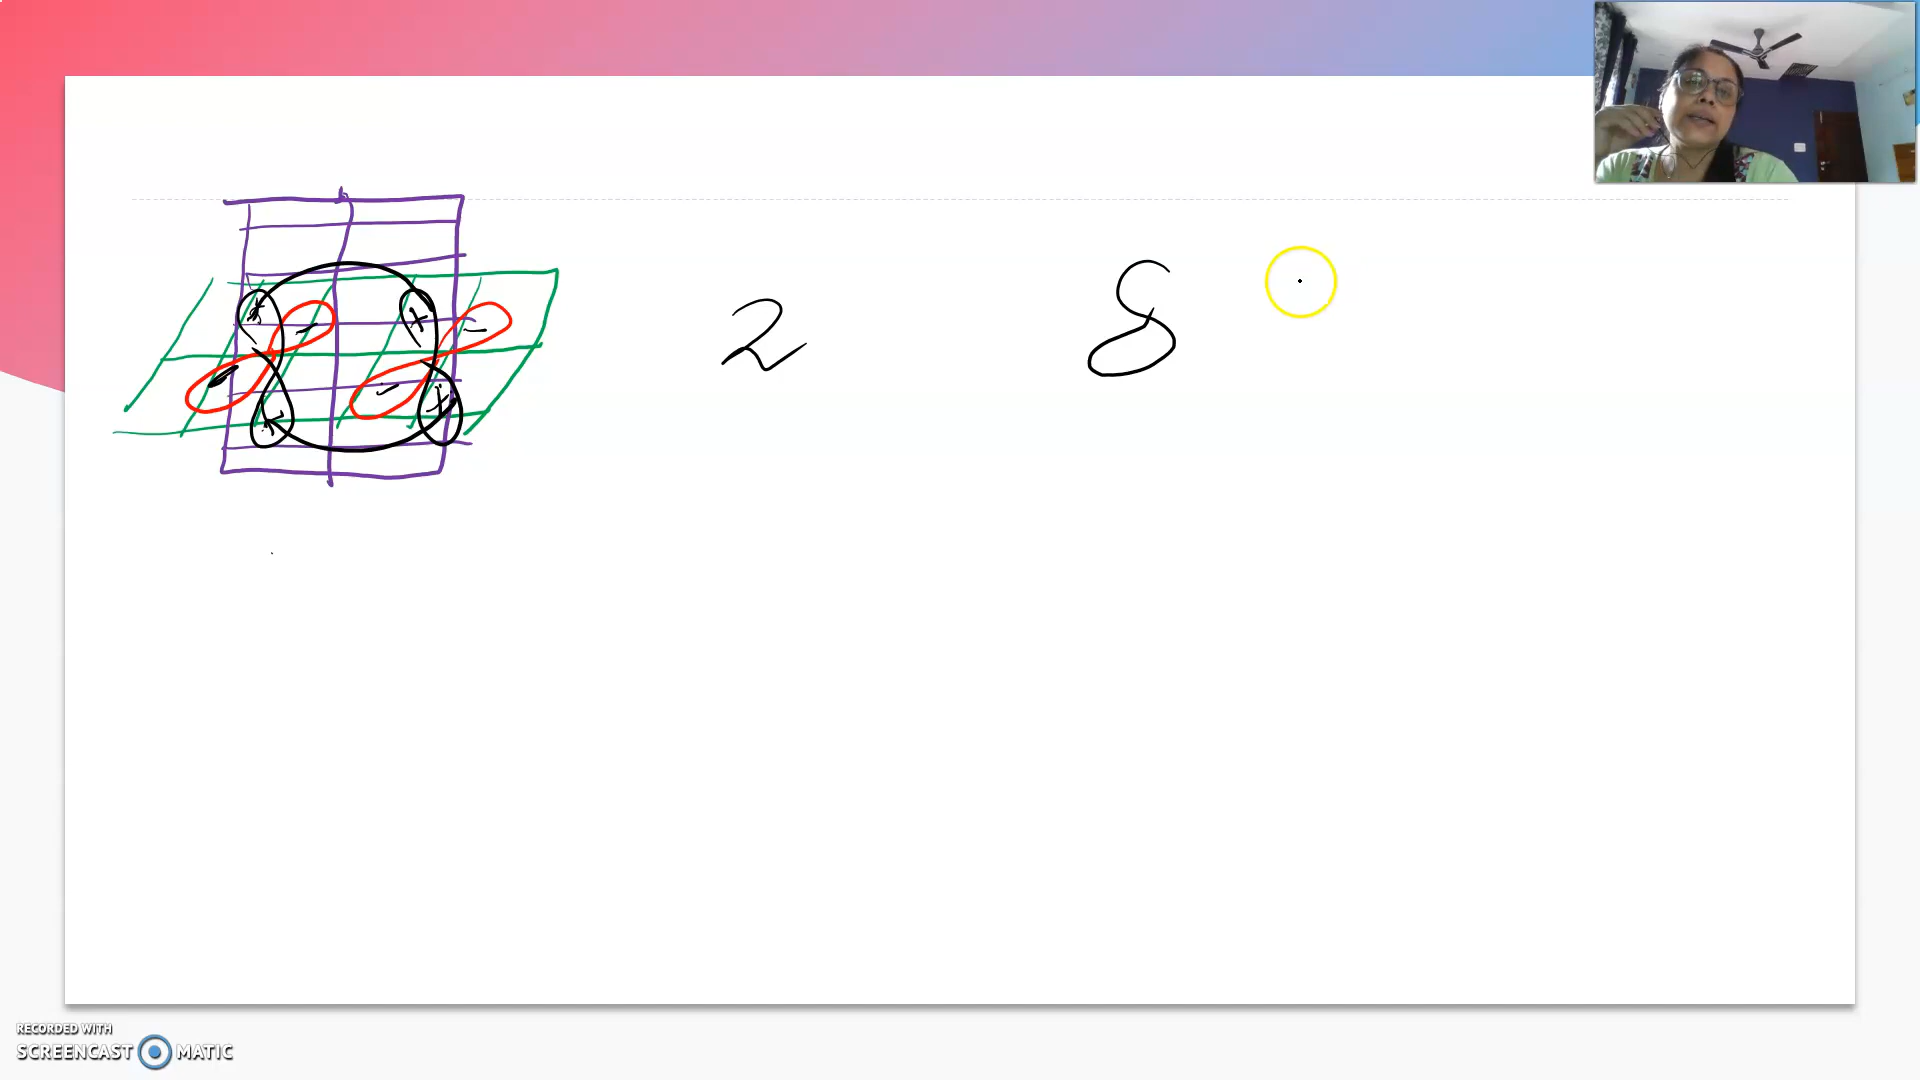 + - + -
2 δ
- - +
+
RECORDED WITH
SCREENCAST MATIC